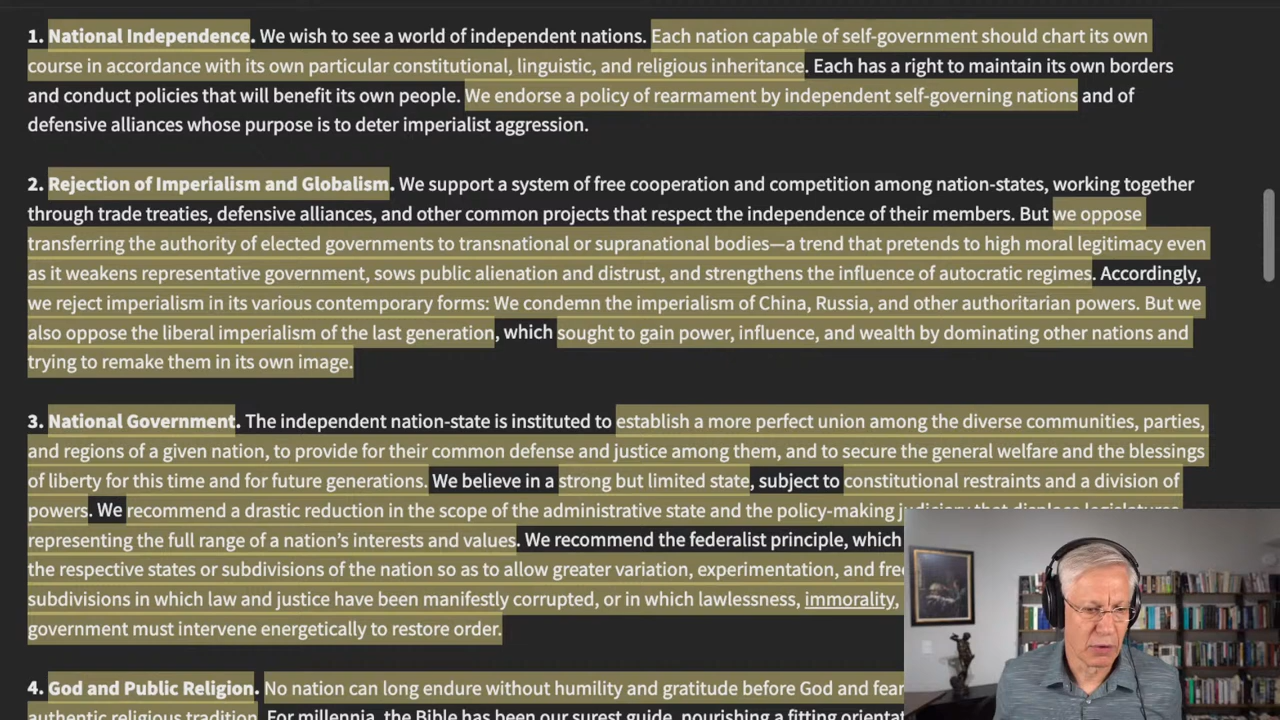 1. National Independence. We wish to see a world of independent nations. Each nation capable of self-government should chart its own
course in accordance with its own particular constitutional, linguistic, and religious inheritance. Each has a right to maintain its own borders
and conduct policies that will benefit its own people. We endorse a policy of rearmament by independent self-governing nations and of
defensive alliances whose purpose is to deter imperialist aggression.
2. Rejection of Imperialism and Globalism. We support a system of free cooperation and competition among nation-states, working together
through trade treaties, defensive alliances, and other common projects that respect the independence of their members. But we oppose
transferring the authority of elected governments to transnational or supranational bodies—a trend that pretends to high moral legitimacy even
as it weakens representative government, sows public alienation and distrust, and strengthens the influence of autocratic regimes. Accordingly,
we reject imperialism in its various contemporary forms: We condemn the imperialism of China, Russia, and other authoritarian powers. But we
also oppose the liberal imperialism of the last generation, which sought to gain power, influence, and wealth by dominating other nations and
trying to remake them in its own image.
3. National Government. The independent nation-state is instituted to establish a more perfect union among the diverse communities, parties,
and regions of a given nation, to provide for their common defense and justice among them, and to secure the general welfare and the blessings
of liberty for this time and for future generations. We believe in a strong but limited state, subject to constitutional restraints and a division of
powers. We recommend a drastic reduction in the scope of the administrative state and the policy-making judiciary that displace legislatures
representing the full range of a nation's interests and values. We recommend the federalist principle, which
the respective states or subdivisions of the nation so as to allow greater variation, experimentation, and
subdivisions in which law and justice have been manifestly corrupted, or in which lawlessness, immorality,
government must intervene energetically to restore order.
4. God and Public Religion. No nation can long endure without humility and gratitude before God and fear
authentic religious tradition. For millennia, the Bible has been our surest guide, nourishing a fitting